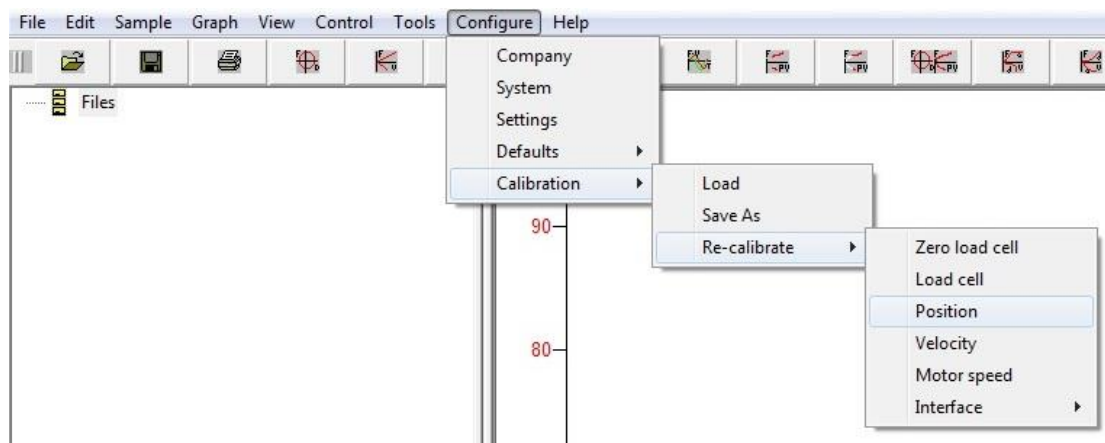 File Edit Sample Graph View Control Tools Configure Help
Files
Company
System
Settings
Defaults
Calibration
Load
Save As
Re-calibrate
Zero load cell
Load cell
Position
Velocity
Motor speed
Interface
90
80